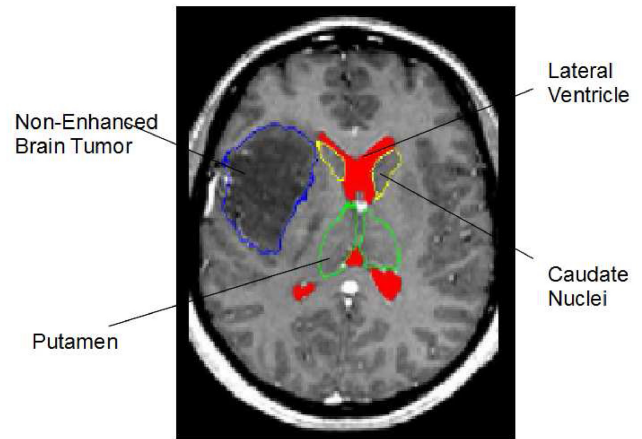 Lateral
Ventricle
Non-Enhanced
Brain Tumor
Caudate
Nuclei
Putamen